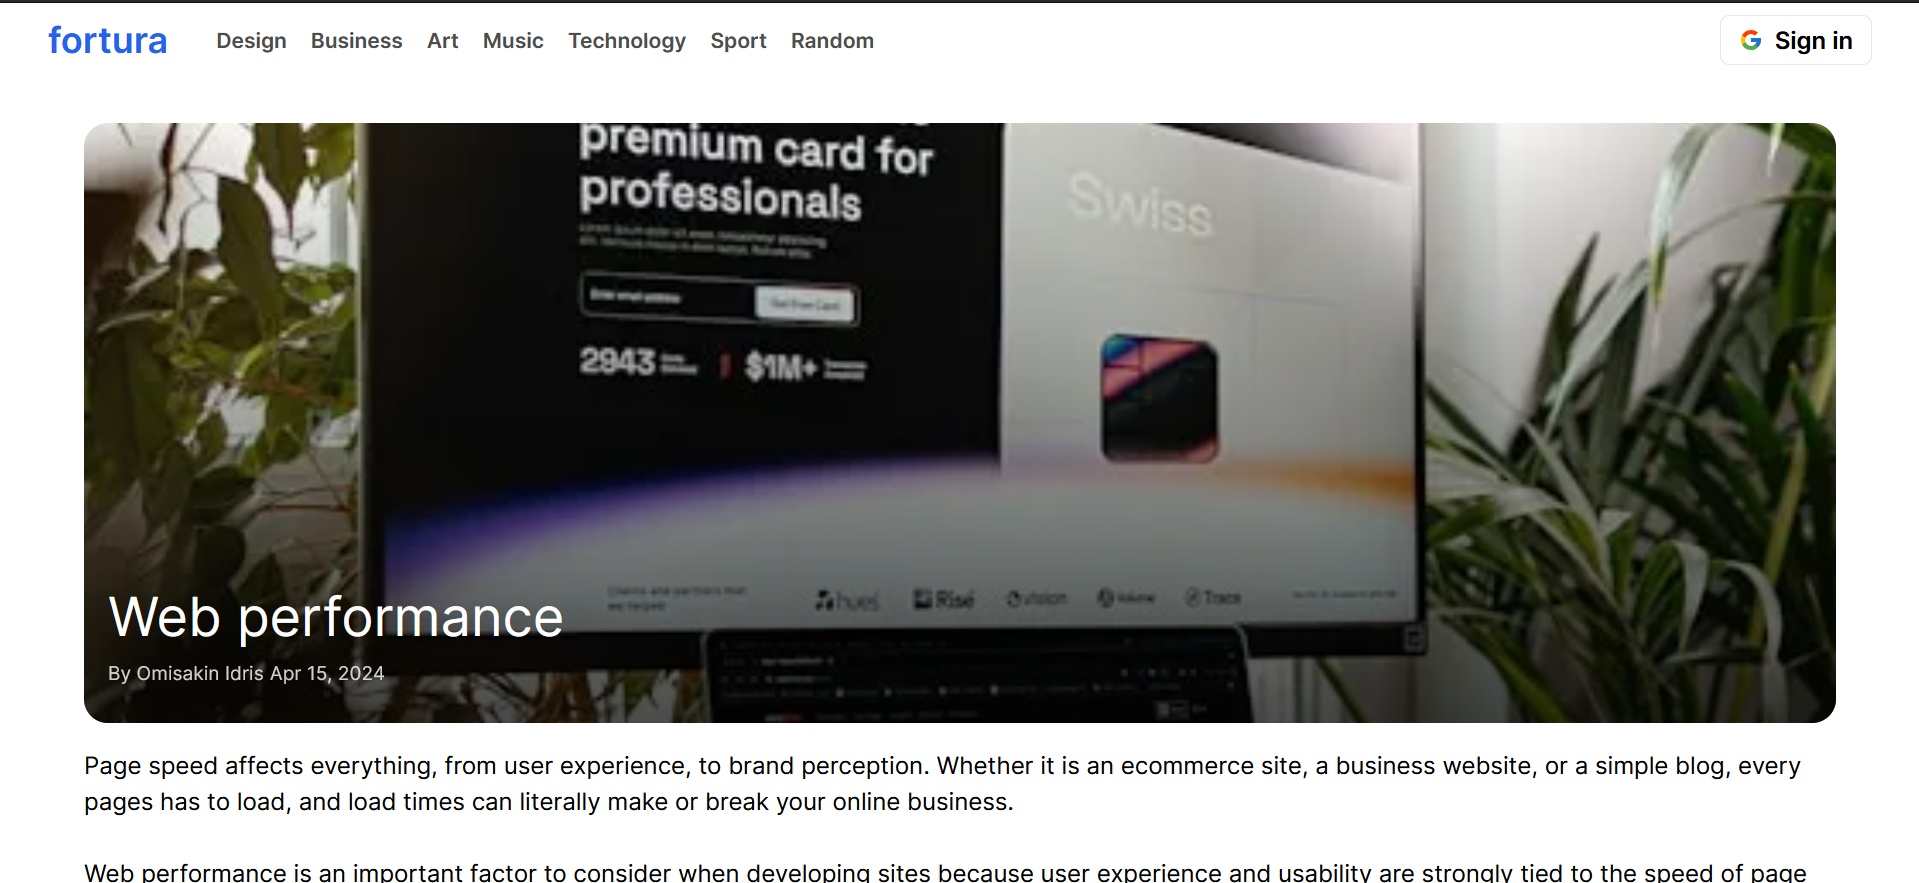 fortura
Design Business Art Music Technology Sport Random
Sign in
premium card for
professionals
Swiss
2943
$1M+
hues
Rise
vision
Volume
Trace
Web performance
By Omisakin Idris Apr 15, 2024
Page speed affects everything, from user experience, to brand perception. Whether it is an ecommerce site, a business website, or a simple blog, every
pages has to load, and load times can literally make or break your online business.
Web performance is an important factor to consider when developing sites because user experience and usability are strongly tied to the speed of page